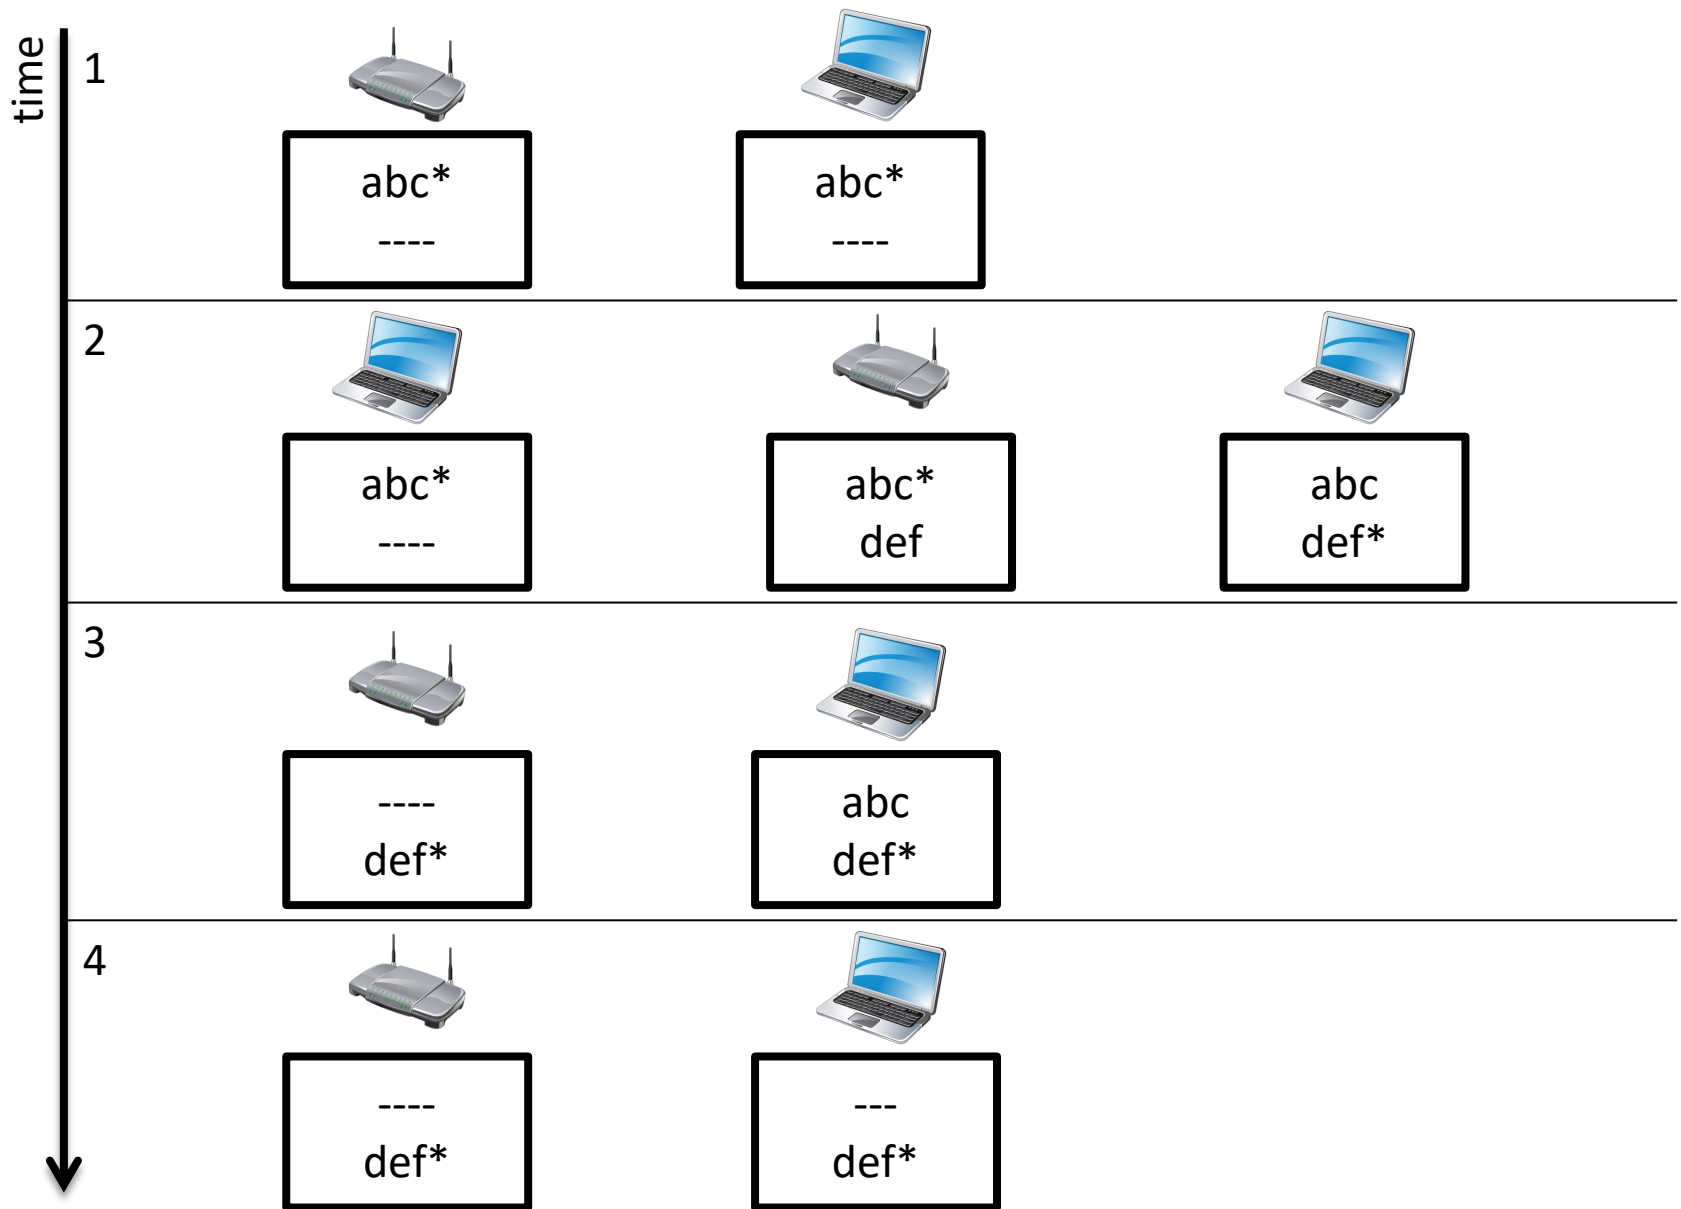 time
1
abc*
----
abc*
----
2
abc*
----
abc*
def
abc
def*
3
----
def*
abc
def*
4
----
def*
---
def*